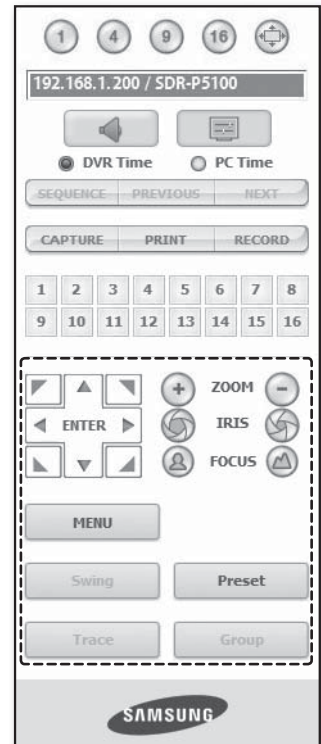 1 4 9 16
192.168.1.200 / SDR-P5100
DVR Time PC Time
SEQUENCE PREVIOUS NEXT
CAPTURE PRINT RECORD
1 2 3 4 5 6 7 8
9 10 11 12 13 14 15 16
ZOOM
ENTER IRIS
FOCUS
MENU
Swing Preset
Trace Group
SAMSUNG